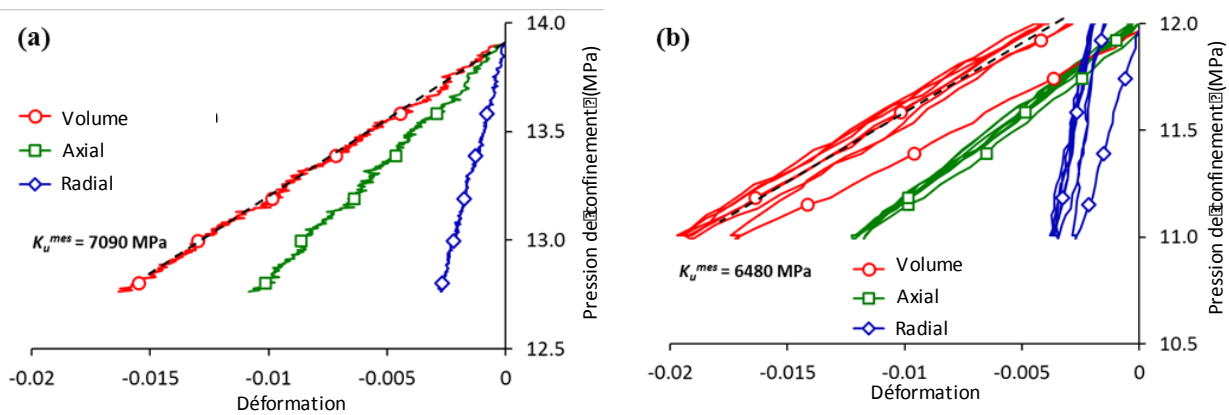 (a)
14.0
13.5
13.0
12.5
Pression de confinement (MPa)
Volume
Axial
Radial
K_u^mes = 7090 MPa
-0.02
-0.015
-0.01
-0.005
0
Déformation
(b)
12.0
11.5
11.0
10.5
Pression de confinement (MPa)
K_u^mes = 6480 MPa
Volume
Axial
Radial
-0.02
-0.015
-0.01
-0.005
0
Déformation